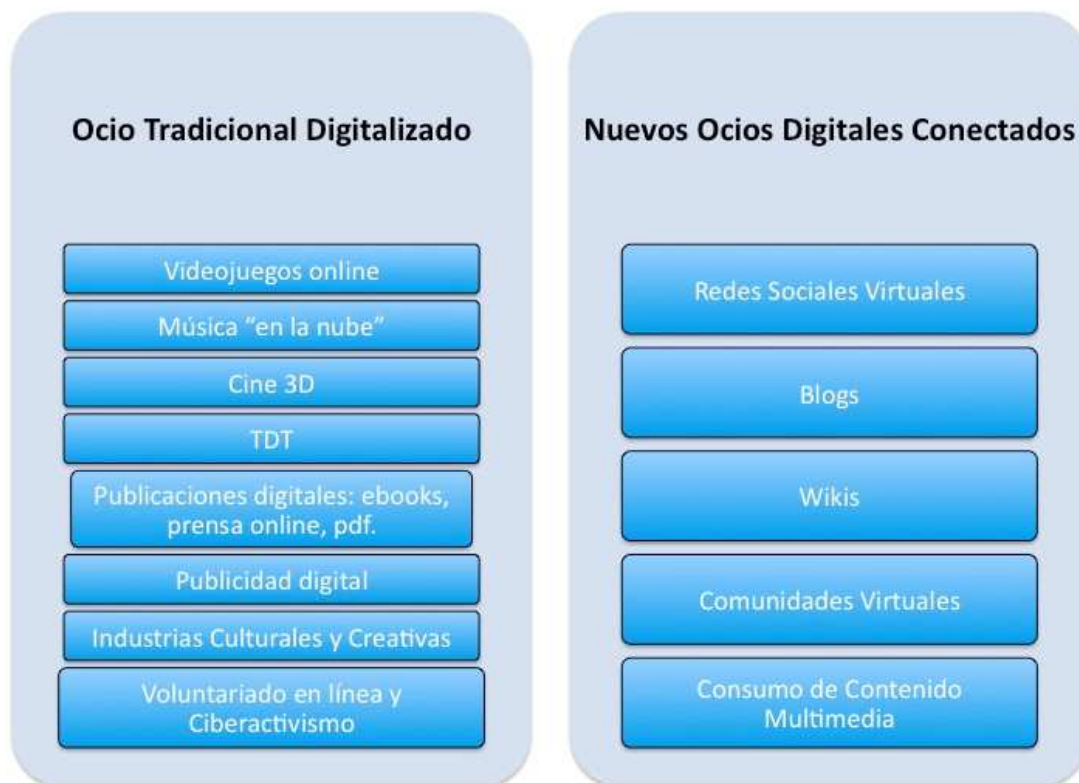 Ocio Tradicional Digitalizado
Videojuegos online
Música “en la nube”
Cine 3D
TDT
Publicaciones digitales: ebooks,
prensa online, pdf.
Publicidad digital
Industrias Culturales y Creativas
Voluntariado en línea y
Ciberactivismo
Nuevos Ocios Digitales Conectados
Redes Sociales Virtuales
Blogs
Wikis
Comunidades Virtuales
Consumo de Contenido
Multimedia